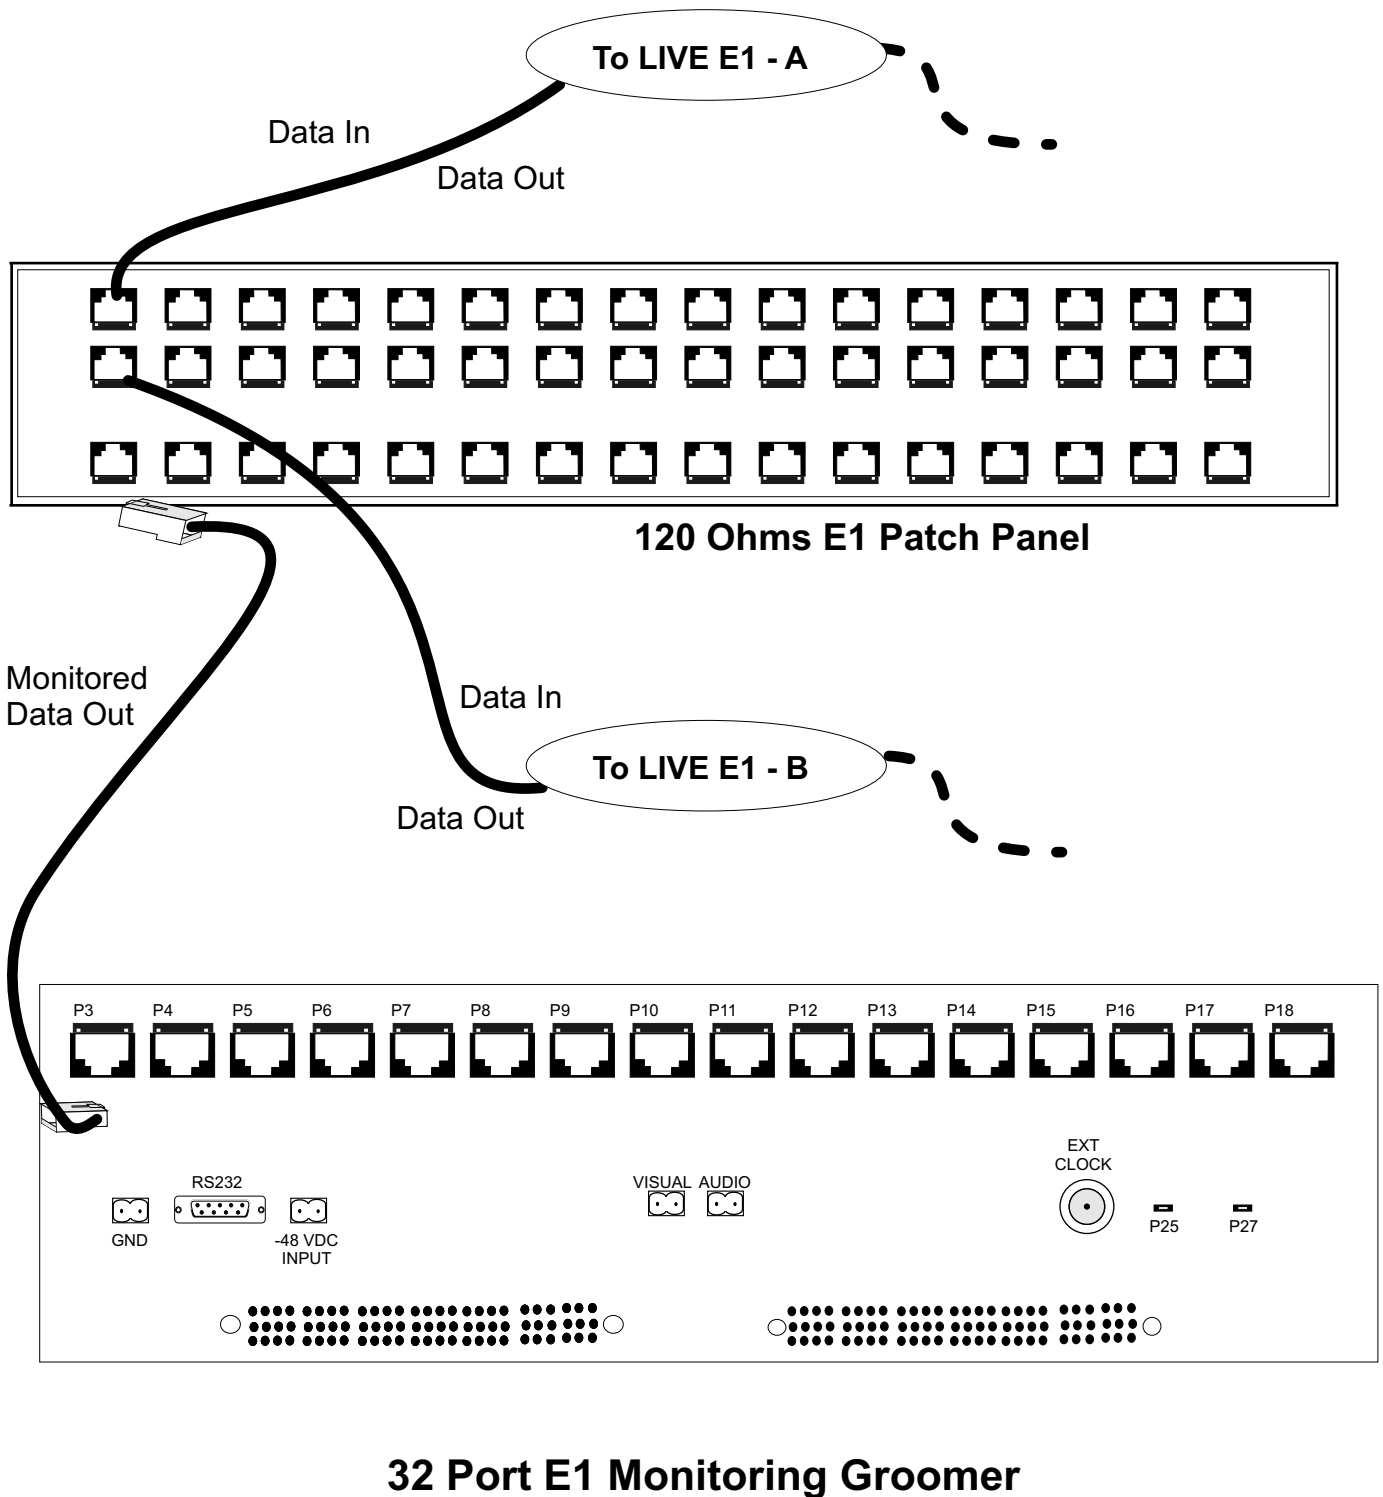 To LIVE E1 - A
Data In
Data Out
120 Ohms E1 Patch Panel
Monitored
Data Out
Data In
To LIVE E1 - B
Data Out
P3 P4 P5 P6 P7 P8 P9 P10 P11 P12 P13 P14 P15 P16 P17 P18
EXT
CLOCK
RS232
VISUAL AUDIO
GND
-48 VDC
INPUT
P25
P27
32 Port E1 Monitoring Groomer